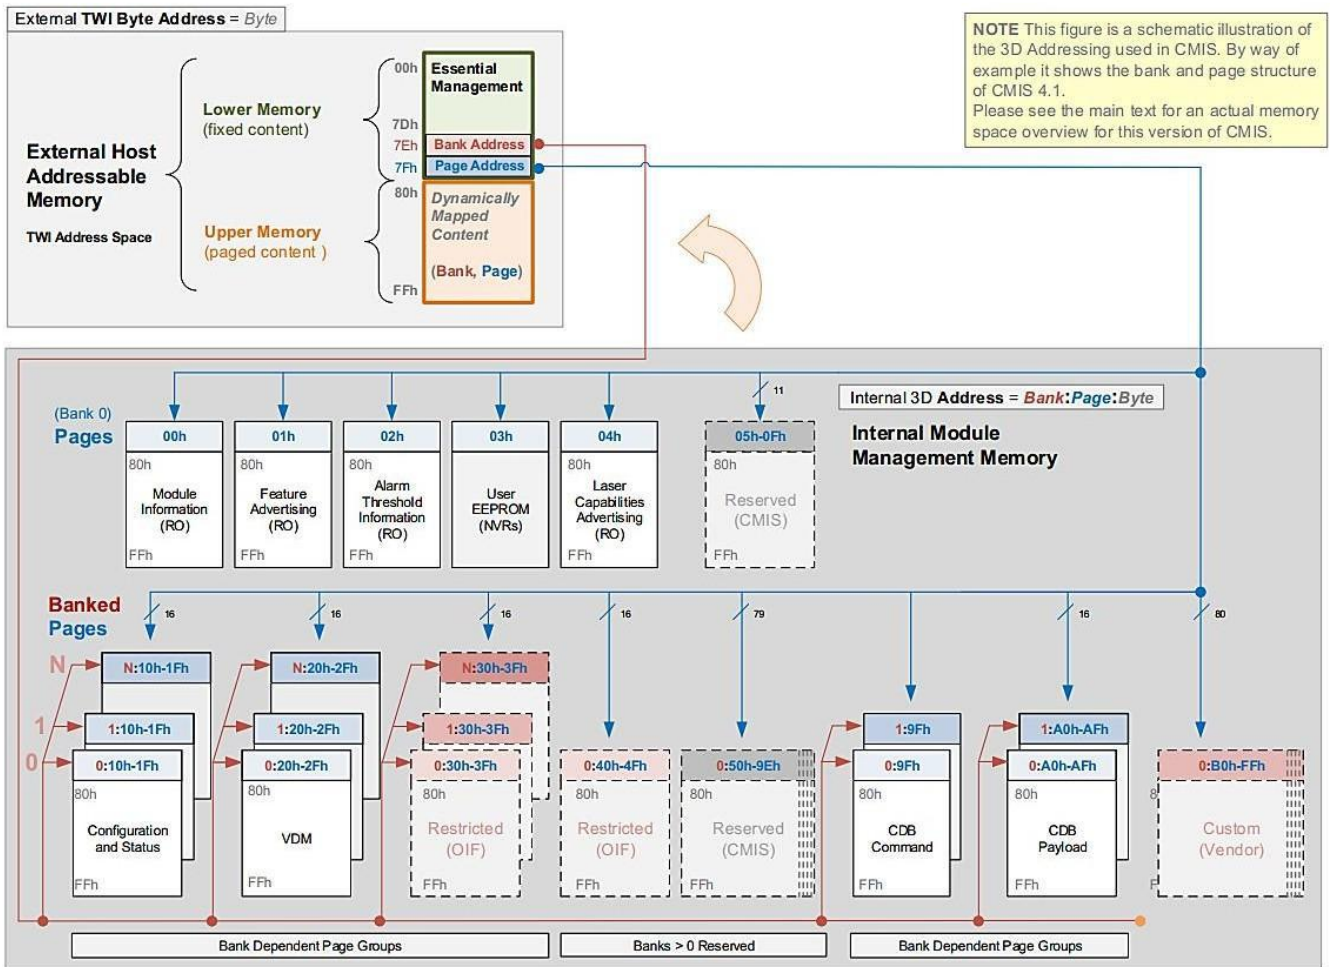 External TWI Byte Address = Byte
NOTE This figure is a schematic illustration of
the 3D Addressing used in CMIS. By way of
example it shows the bank and page structure
of CMIS 4.1.
Please see the main text for an actual memory
space overview for this version of CMIS.
External Host
Addressable
Memory
TWI Address Space
Lower Memory
(fixed content)
Upper Memory
(paged content )
00h
Essential
Management
7Dh
7Eh
Bank Address
7Fh
Page Address
80h
Dynamically
Mapped
Content
(Bank, Page)
FFh
Internal 3D Address = Bank:Page:Byte
Internal Module
Management Memory
(Bank 0)
Pages
00h
80h
Module
Information
(RO)
FFh
01h
80h
Feature
Advertising
(RO)
FFh
02h
80h
Alarm
Threshold
Information
(RO)
FFh
03h
User
EEPROM
(NVRs)
04h
80h
Laser
Capabilities
Advertising
(RO)
FFh
11
05h-0Fh
80h
Reserved
(CMIS)
FFh
Banked
Pages
N
1
0
16
N:10h-1Fh
1:10h-1Fh
0:10h-1Fh
80h
Configuration
and Status
FFh
16
N:20h-2Fh
1:20h-2Fh
0:20h-2Fh
80h
VDM
FFh
16
N:30h-3Fh
1:30h-3Fh
0:30h-3Fh
80h
Restricted
(OIF)
FFh
16
0:40h-4Fh
80h
Restricted
(OIF)
FFh
79
0:50h-9Eh
80h
Reserved
(CMIS)
FFh
1:9Fh
0:9Fh
80h
CDB
Command
FFh
16
1:A0h-AFh
0:A0h-AFh
80h
CDB
Payload
FFh
80
0:B0h-FFh
Custom
(Vendor)
Bank Dependent Page Groups
Banks > 0 Reserved
Bank Dependent Page Groups